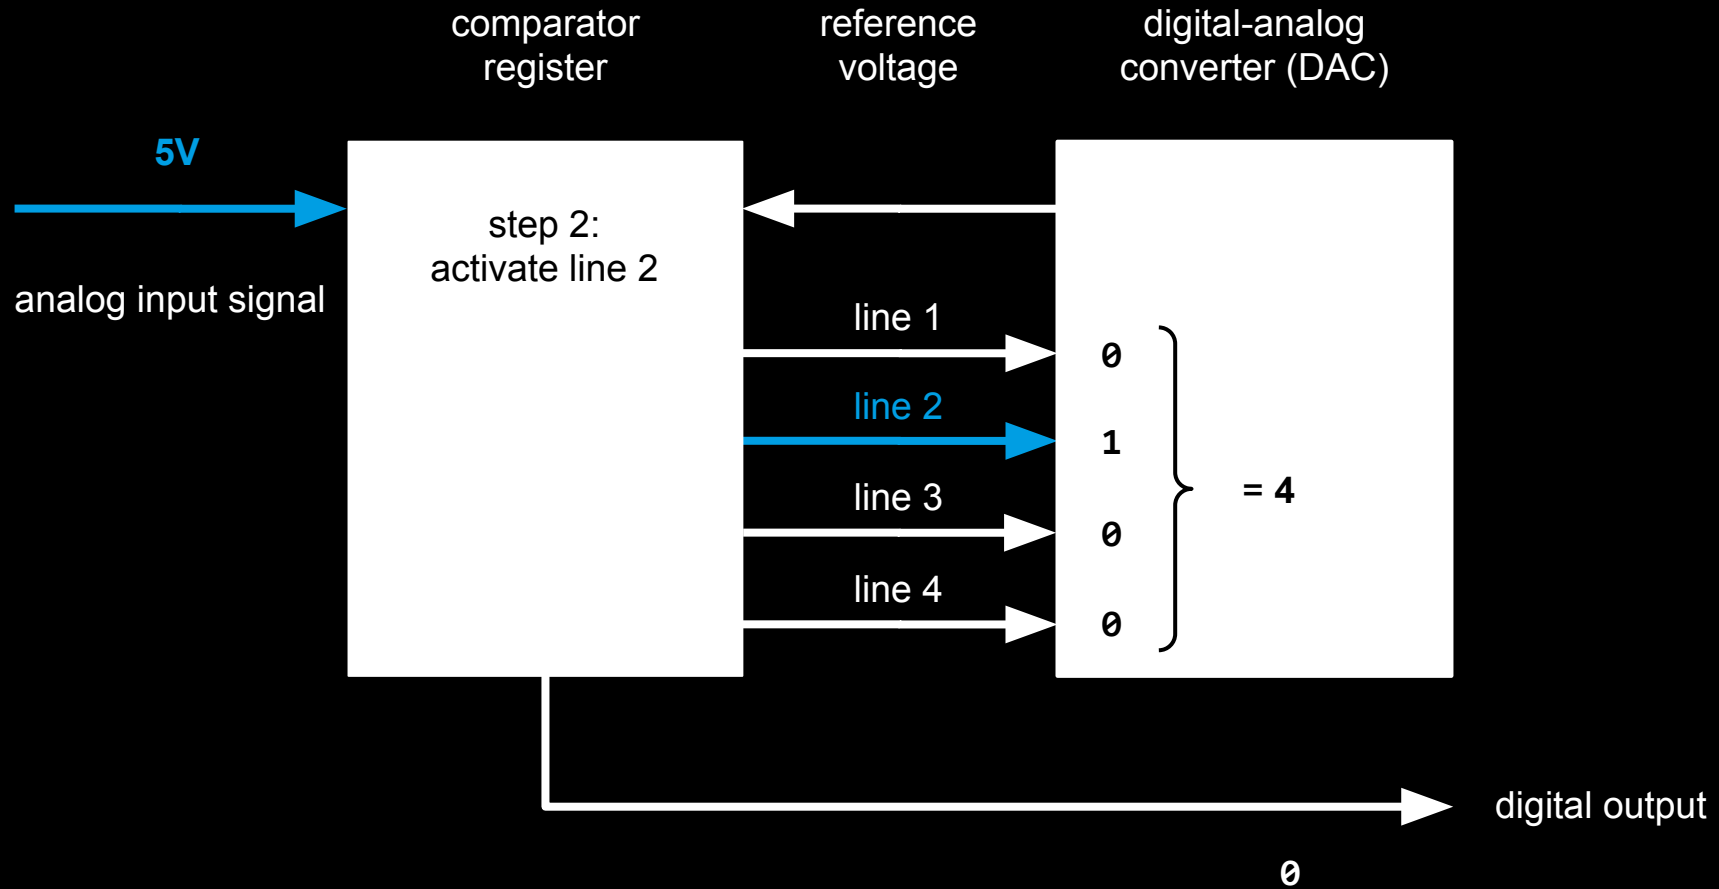 comparator
register
reference
voltage
digital-analog
converter (DAC)
5V
analog input signal
step 2:
activate line 2
line 1
line 2
line 3
line 4
0
1
0
0
= 4
digital output
0